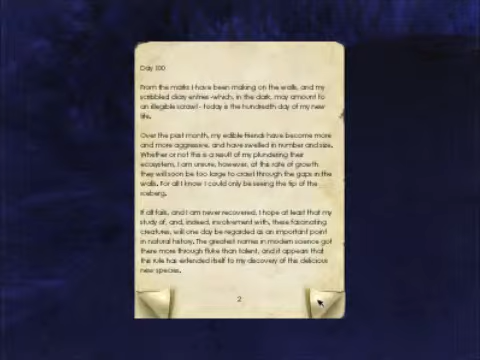 Day 100
From the marks I have been making on the walls, and my
scribbled diary entries -which, in the dark, may amount to
an illegible scrawl- today is the hundredth day of my new
life.
Over the past month, my edible friends have become more
and more aggressive, and have swelled in number and size.
Whether or not this is a result of my plundering their
ecosystem, I am unsure, however, at this rate of growth
they will soon be too large to crawl through the gaps in the
walls. For all I know I could only be seeing the tip of the
iceberg.
If all fails, and I am never recovered, I hope at least that my
study of, and, indeed, involvement with, these fascinating
creatures, will one day be regarded as an important point
in natural history. The greatest names in modern science got
there more through fluke than talent, and it appears that
this rule has extended itself to my discovery of this delicious
new species.
2